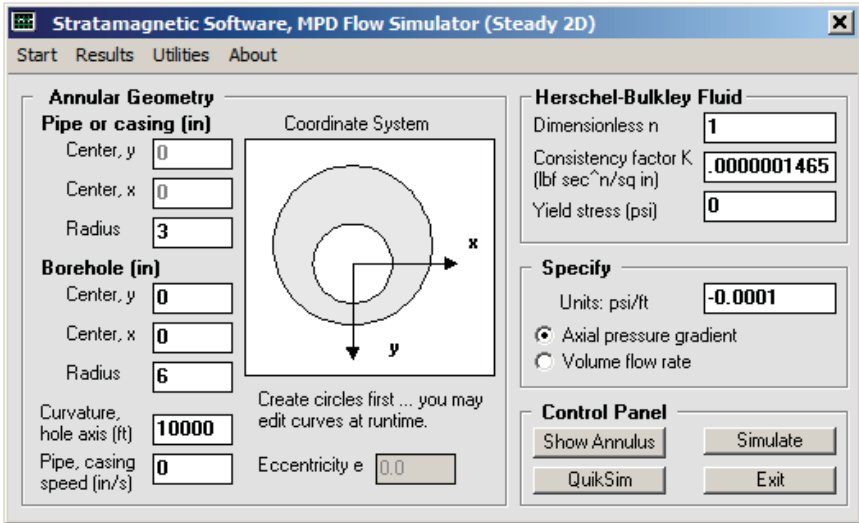 Stratamagnetic Software, MPD Flow Simulator (Steady 2D)
Start Results Utilities About
Annular Geometry
Pipe or casing (in)
Center, y 0
Center, x 0
Radius 3
Borehole (in)
Center, y 0
Center, x 0
Radius 6
Curvature,
hole axis (ft) 10000
Pipe, casing
speed (in/s) 0
Coordinate System
x
y
Create circles first ... you may
edit curves at runtime.
Eccentricity e 0.0
Herschel-Bulkley Fluid
Dimensionless n 1
Consistency factor K
(lbf sec^n/sq in) .0000001465
Yield stress (psi) 0
Specify
Units: psi/ft -0.0001
Axial pressure gradient
Volume flow rate
Control Panel
Show Annulus Simulate
QuikSim Exit